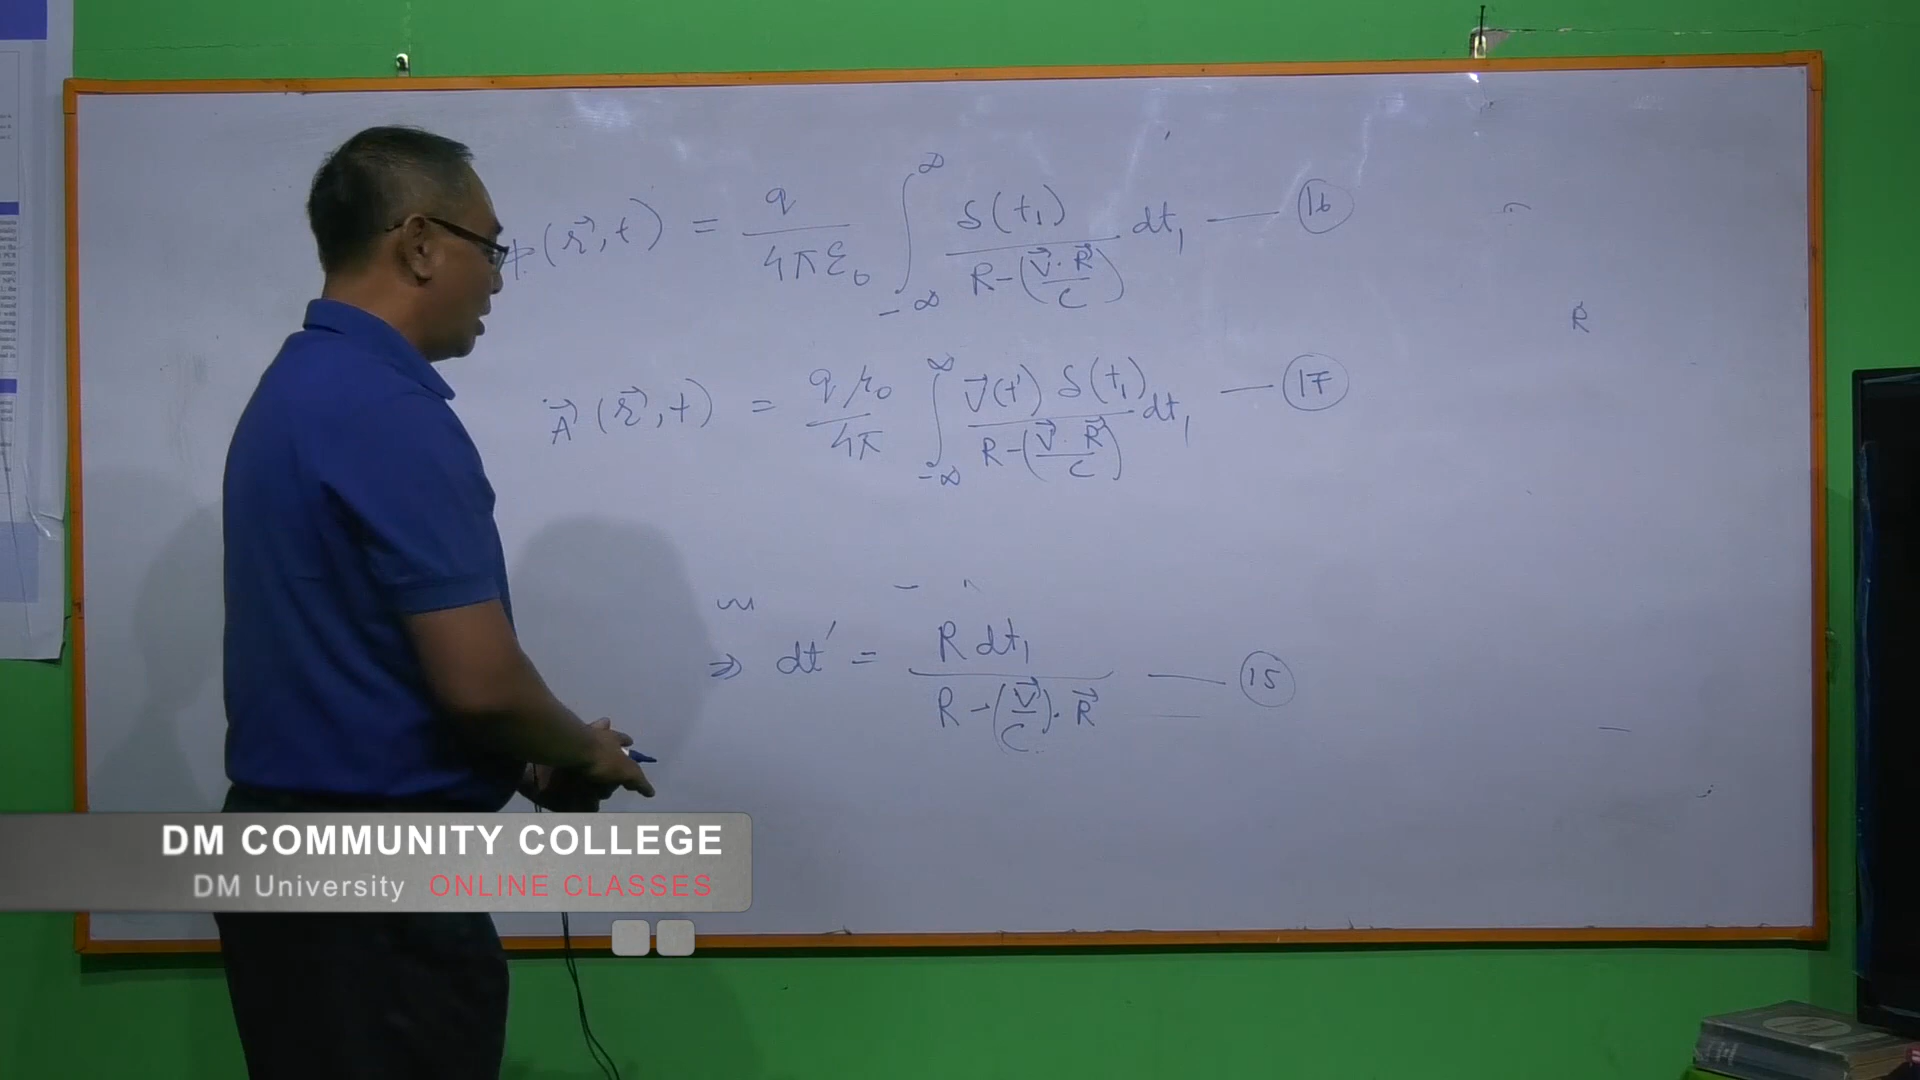 φ(r⃗, t) = q / 4πε₀ ∫_{-∞}^{∞} δ(t₁) / (R - (V⃗ · R⃗ / C)) dt₁ — (16)
R
A⃗(r⃗, t) = qμ₀ / 4π ∫_{-∞}^{∞} V⃗(t') δ(t₁) / (R - (V⃗ · R⃗ / C)) dt₁ — (17)
⇒ dt' = R dt₁ / (R - (V⃗ / C) · R⃗) — (15)
DM COMMUNITY COLLEGE
DM University ONLINE CLASSES